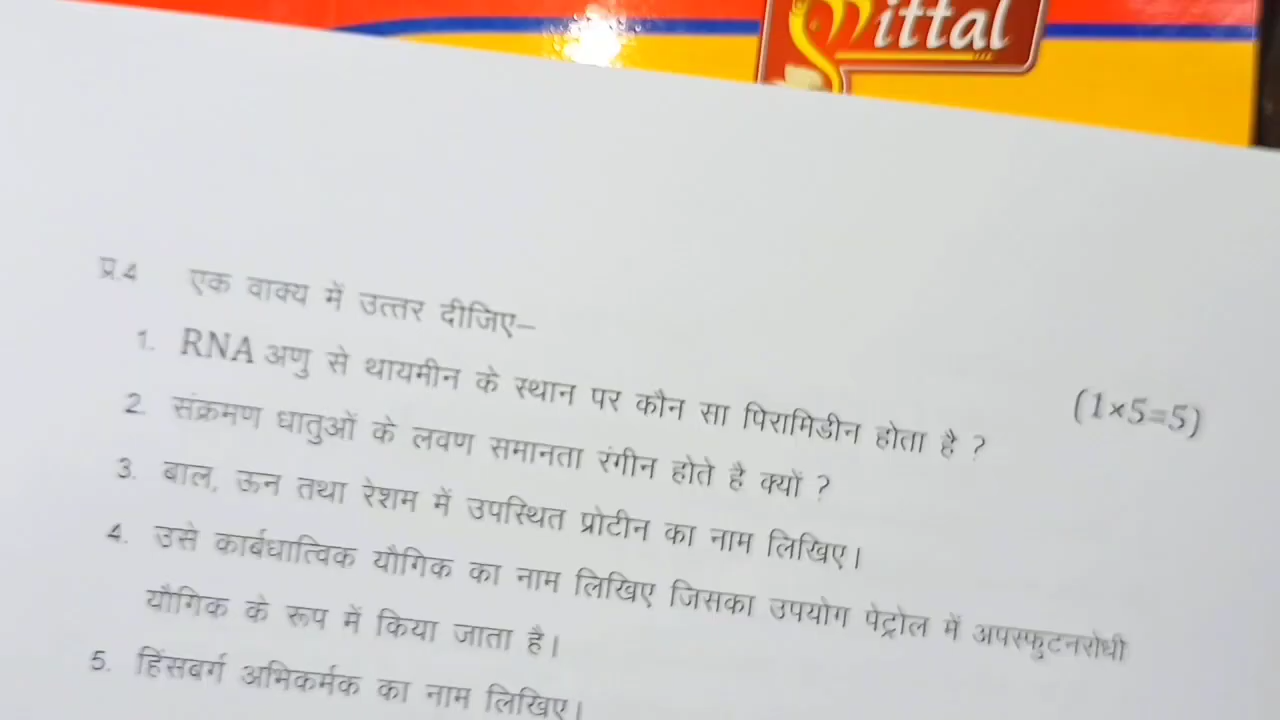 Mittal
प्र.4 एक वाक्य में उत्तर दीजिए–
(1×5=5)
1. RNA अणु से थायमीन के स्थान पर कौन सा पिरामिडीन होता है ?
2. संक्रमण धातुओं के लवण समानता रंगीन होते है क्यों ?
3. बाल, ऊन तथा रेशम में उपस्थित प्रोटीन का नाम लिखिए।
4. उसे कार्बधात्विक यौगिक का नाम लिखिए जिसका उपयोग पेट्रोल में अपस्फुटनरोधी
यौगिक के रूप में किया जाता है।
5. हिंसबर्ग अभिकर्मक का नाम लिखिए।